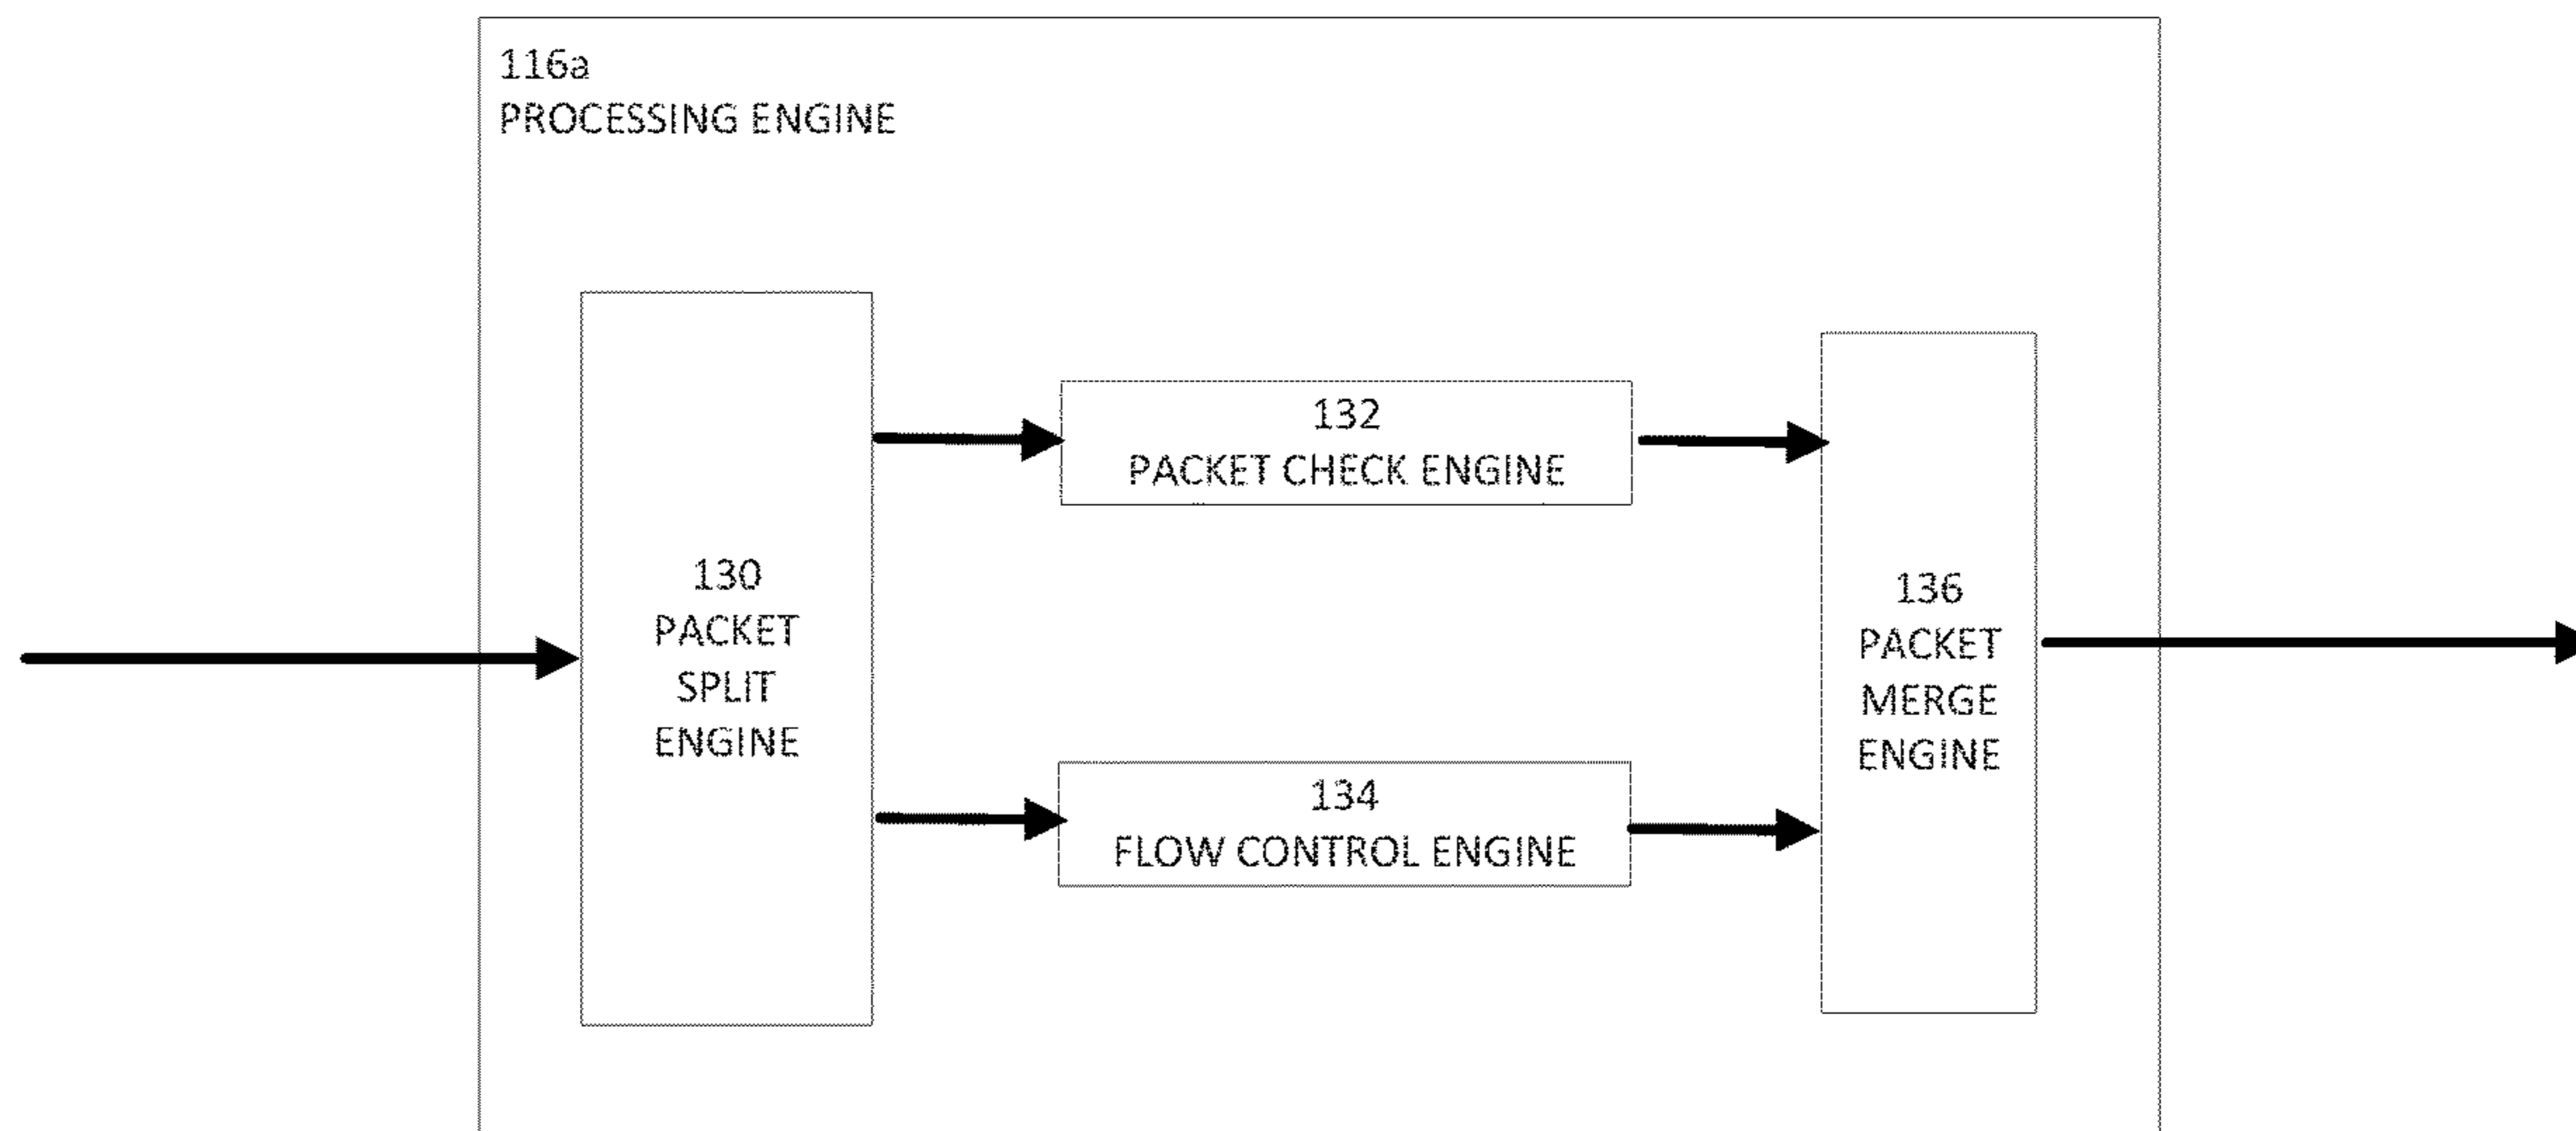 116a
PROCESSING ENGINE
130
PACKET
SPLIT
ENGINE
132
PACKET CHECK ENGINE
134
FLOW CONTROL ENGINE
136
PACKET
MERGE
ENGINE